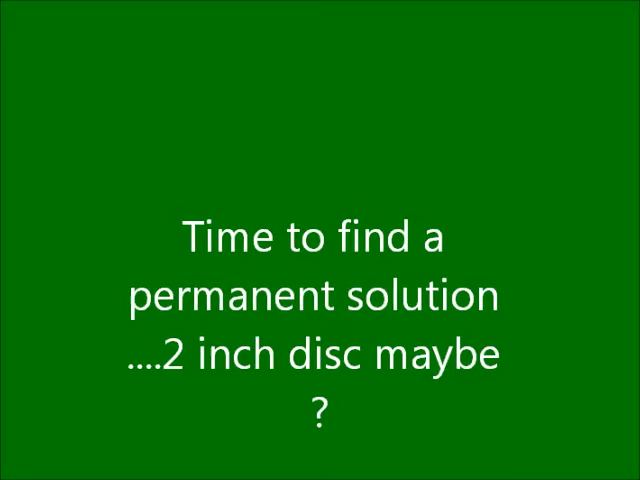 Time to find a
permanent solution
....2 inch disc maybe
?